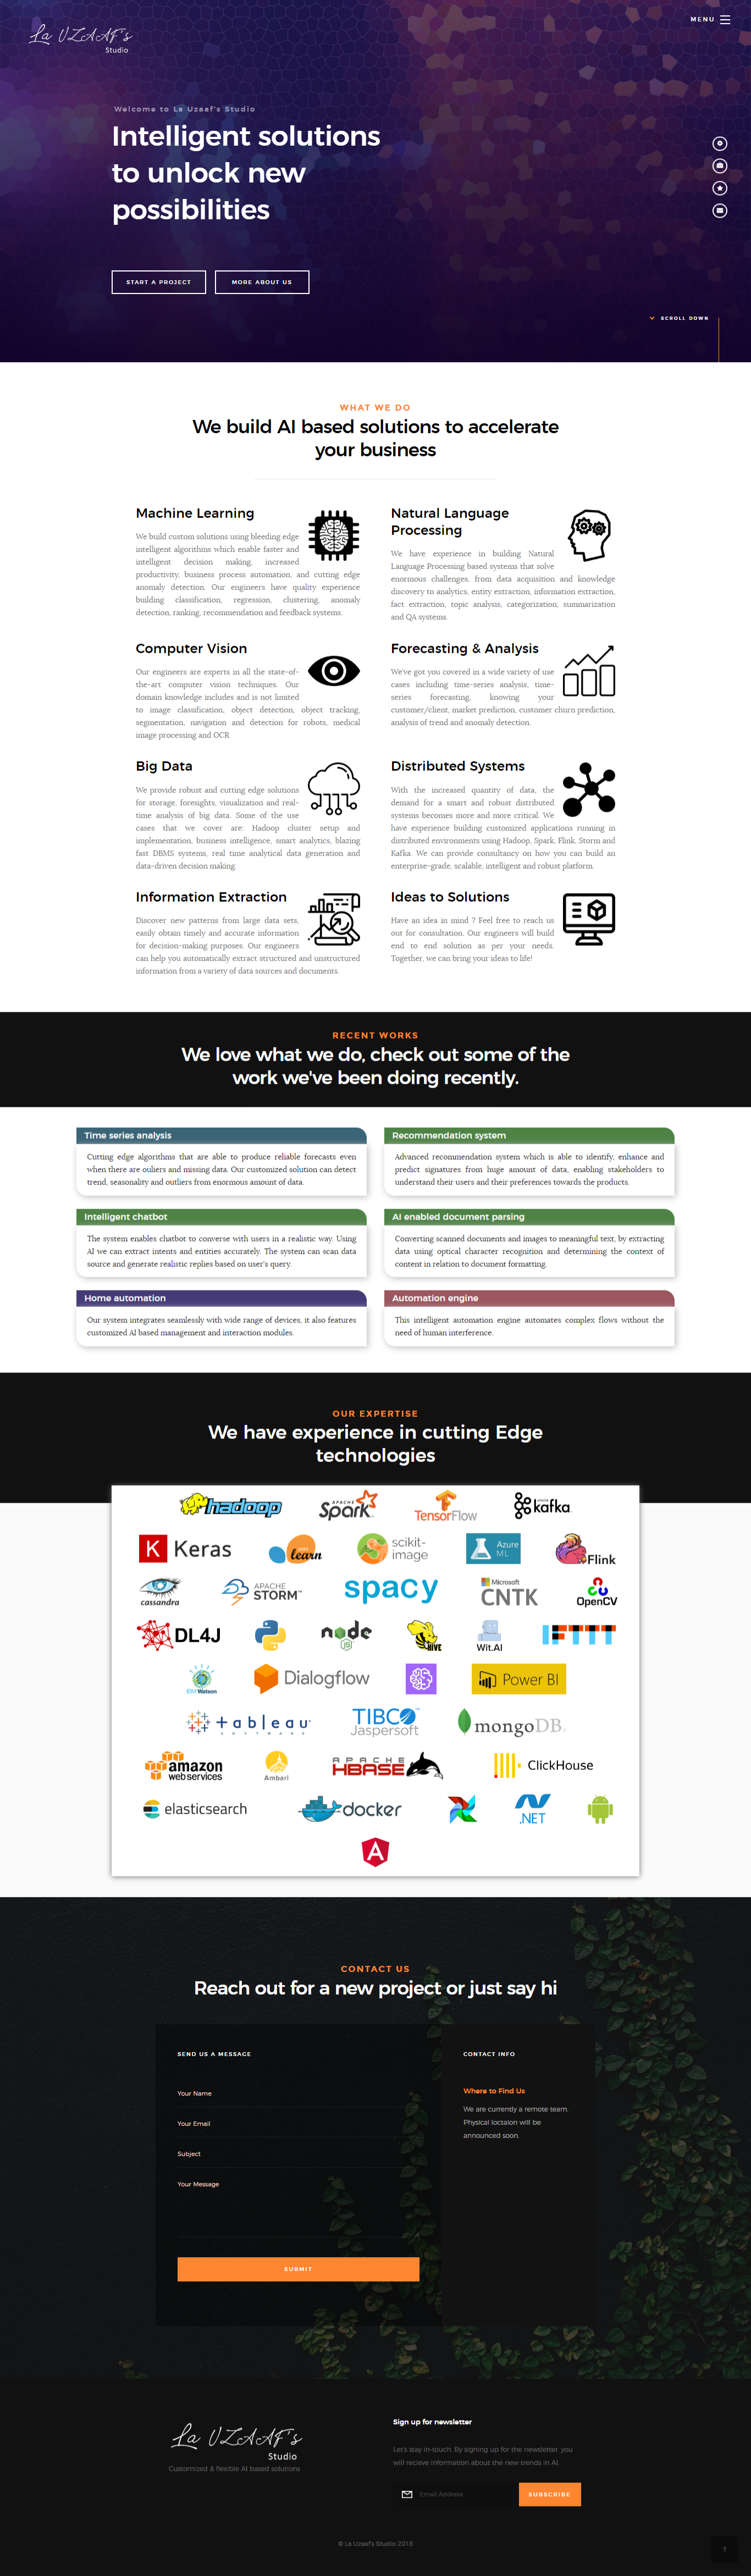 La UZAAF's
Studio
MENU
Welcome to La Uzaaf's Studio
Intelligent solutions
to unlock new
possibilities
START A PROJECT
MORE ABOUT US
SCROLL DOWN
WHAT WE DO
We build AI based solutions to accelerate
your business
Machine Learning
We build custom solutions using bleeding edge
intelligent algorithms which enable faster and
intelligent decision making, increased
productivity, business process automation, and cutting edge
anomaly detection. Our engineers have quality experience
building classification, regression, clustering, anomaly
detection, ranking, recommendation and feedback systems.
Natural Language
Processing
We have experience in building Natural
Language Processing based systems that solve
enormous challenges, from data acquisition and knowledge
discovery to analytics, entity extraction, information extraction,
fact extraction, topic analysis, categorization, summarization
and QA systems.
Computer Vision
Our engineers are experts in all the state-of-
the-art computer vision techniques. Our
domain knowledge includes and is not limited
to image classification, object detection, object tracking,
segmentation, navigation and detection for robots, medical
image processing and OCR.
Forecasting & Analysis
We've got you covered in a wide variety of use
cases including time-series analysis, time-
series forecasting, knowing your
customer/client, market prediction, customer churn prediction,
analysis of trend and anomaly detection.
Big Data
We provide robust and cutting edge solutions
for storage, foresights, visualization and real-
time analysis of big data. Some of the use
cases that we cover are: Hadoop cluster setup and
implementation, business intelligence, smart analytics, blazing
fast DBMS systems, real time analytical data generation and
data-driven decision making.
Distributed Systems
With the increased quantity of data, the
demand for a smart and robust distributed
systems becomes more and more critical. We
have experience building customized applications running in
distributed environments using Hadoop, Spark, Flink, Storm and
Kafka. We can provide consultancy on how you can build an
enterprise-grade, scalable, intelligent and robust platform.
Information Extraction
Discover new patterns from large data sets,
easily obtain timely and accurate information
for decision-making purposes. Our engineers
can help you automatically extract structured and unstructured
information from a variety of data sources and documents.
Ideas to Solutions
Have an idea in mind ? Feel free to reach us
out for consultation. Our engineers will build
end to end solution as per your needs.
Together, we can bring your ideas to life!
RECENT WORKS
We love what we do, check out some of the
work we've been doing recently.
Time series analysis
Cutting edge algorithms that are able to produce reliable forecasts even
when there are ouliers and missing data. Our customized solution can detect
trend, seasonality and outliers from enormous amount of data.
Recommendation system
Advanced recommendation system which is able to identify, enhance and
predict signatures from huge amount of data, enabling stakeholders to
understand their users and their preferences towards the products.
Intelligent chatbot
The system enables chatbot to converse with users in a realistic way. Using
AI we can extract intents and entities accurately. The system can scan data
source and generate realistic replies based on user's query.
AI enabled document parsing
Converting scanned documents and images to meaningful text, by extracting
data using optical character recognition and determining the context of
content in relation to document formatting.
Home automation
Our system integrates seamlessly with wide range of devices, it also features
customized AI based management and interaction modules.
Automation engine
This intelligent automation engine automates complex flows without the
need of human interference.
OUR EXPERTISE
We have experience in cutting Edge
technologies
hadoop
APACHE
Spark
TensorFlow
kafka
K Keras
learn
scikit-
image
Azure
ML
Flink
cassandra
APACHE
STORM™
spaCy
Microsoft
CNTK
OpenCV
DL4J
node
JS
HIVE
Wit.AI
IFTTT
IBM Watson
Dialogflow
Power BI
+ableau
SOFTWARE
TIBCO
Jaspersoft
mongoDB
amazon
webservices
Ambari
APACHE
HBASE
ClickHouse
elasticsearch
docker
.NET
A
CONTACT US
Reach out for a new project or just say hi
SEND US A MESSAGE
Your Name
Your Email
Subject
Your Message
SUBMIT
CONTACT INFO
Where to Find Us
We are currently a remote team.
Physical loctaion will be
announced soon.
La UZAAF's
Studio
Customized & flexible AI based solutions
Sign up for newsletter
Let's stay in-touch. By signing up for the newsletter, you
will recieve information about the new trends in AI.
Email Address
SUBSCRIBE
© La Uzaaf's Studio 2018